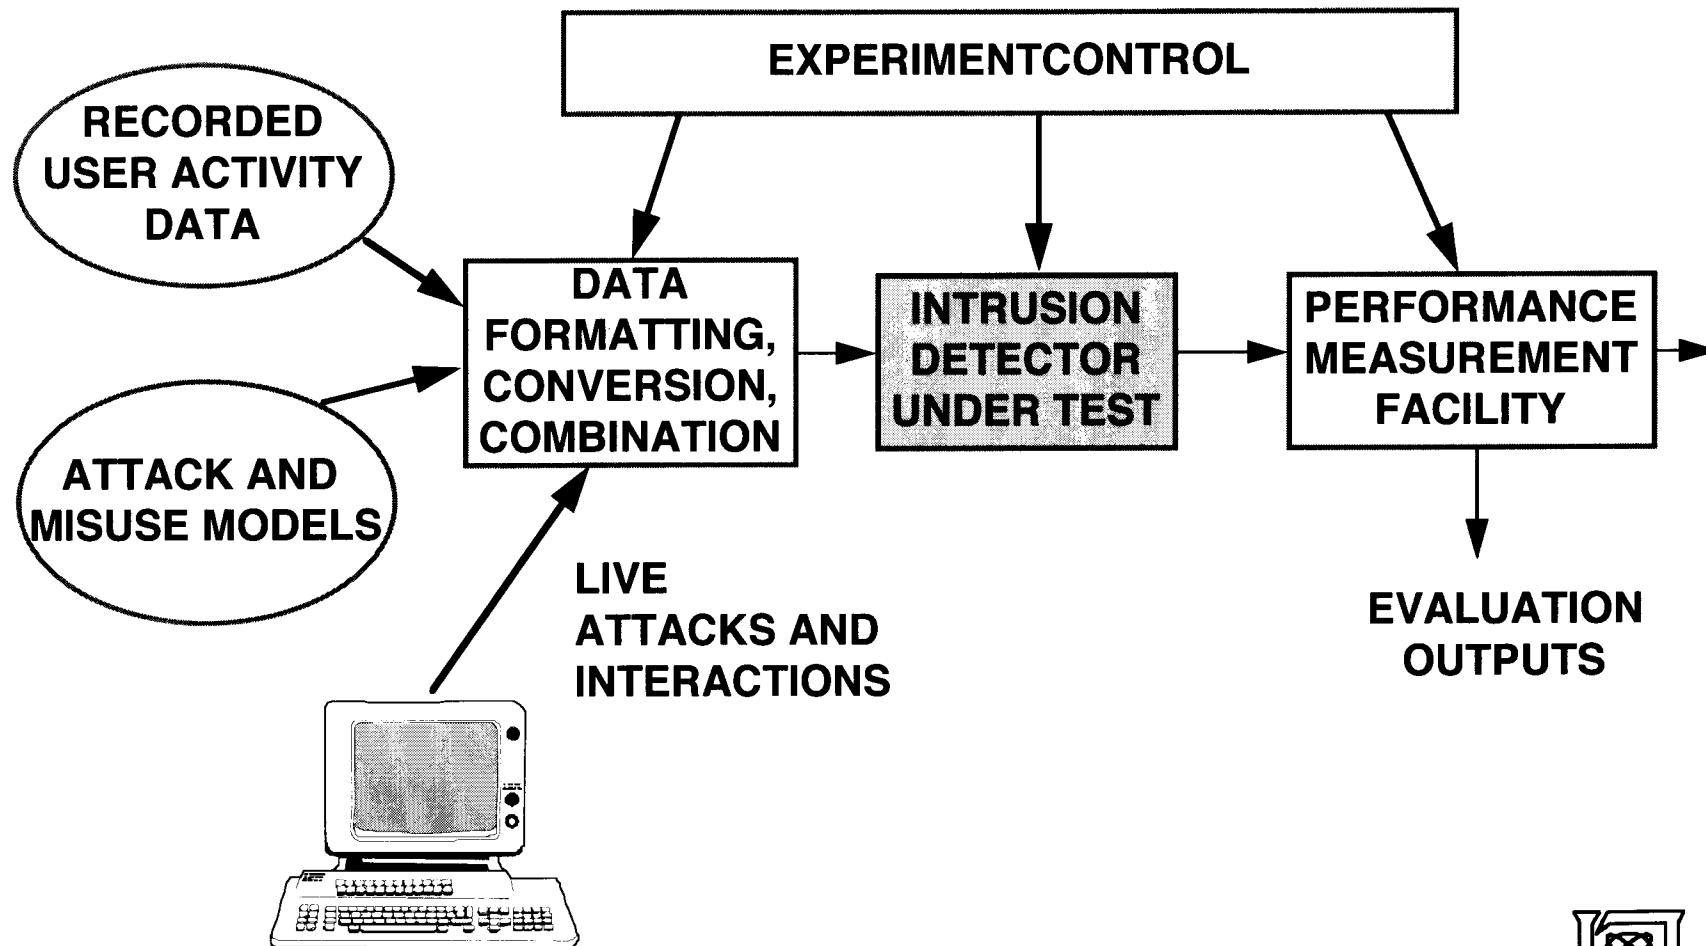 EXPERIMENTCONTROL
RECORDED
USER ACTIVITY
DATA
ATTACK AND
MISUSE MODELS
DATA
FORMATTING,
CONVERSION,
COMBINATION
INTRUSION
DETECTOR
UNDER TEST
PERFORMANCE
MEASUREMENT
FACILITY
LIVE
ATTACKS AND
INTERACTIONS
EVALUATION
OUTPUTS